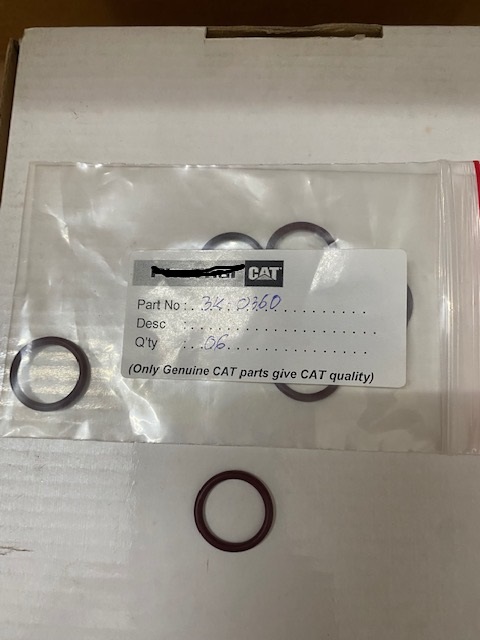 CAT
Part No : . 3K 0360 . . . . . . . . . . .
Desc : . . . . . . . . . . . . . . . . . . . . . . .
Q'ty : . . 06 . . . . . . . . . . . . . . . . . .
(Only Genuine CAT parts give CAT quality)